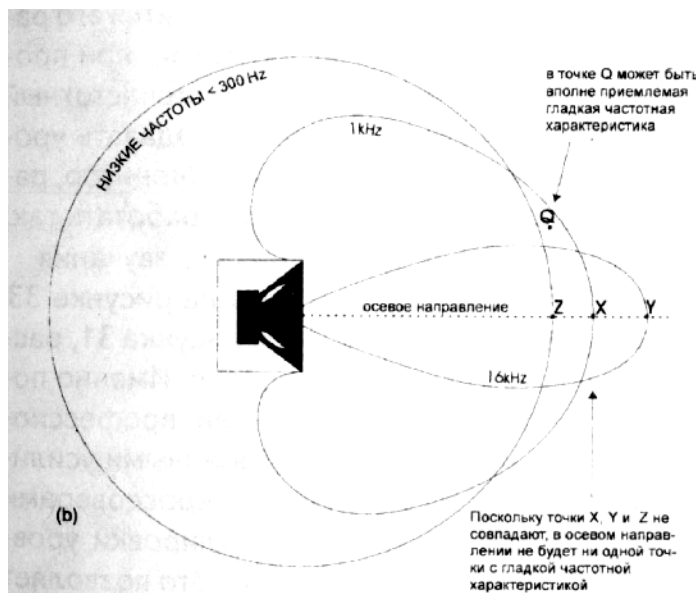 НИЗКИЕ ЧАСТОТЫ < 300 Hz
в точке Q может быть
вполне приемлемая
гладкая частотная
характеристика
1kHz
Q
осевое направление
Z
X
Y
16kHz
(b)
Поскольку точки X, Y и Z не
совпадают, в осевом направ-
лении не будет ни одной точ-
ки с гладкой частотной
характеристикой